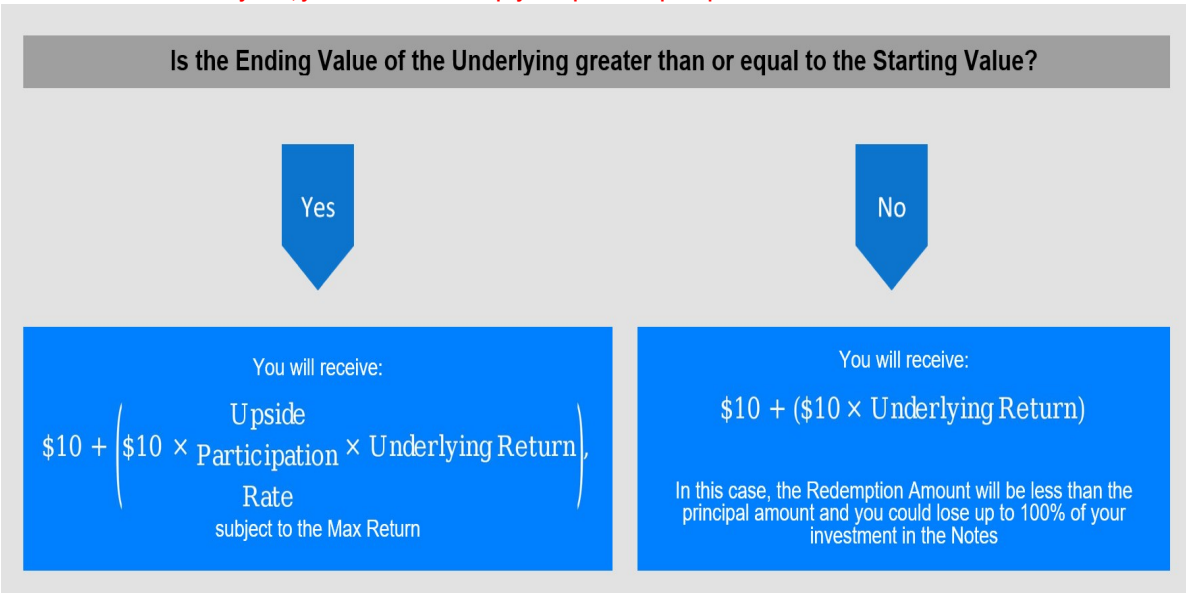 Is the Ending Value of the Underlying greater than or equal to the Starting Value?
Yes
No
You will receive:
$10 + ($10 × Upside Participation Rate × Underlying Return),
subject to the Max Return
You will receive:
$10 + ($10 × Underlying Return)
In this case, the Redemption Amount will be less than the
principal amount and you could lose up to 100% of your
investment in the Notes